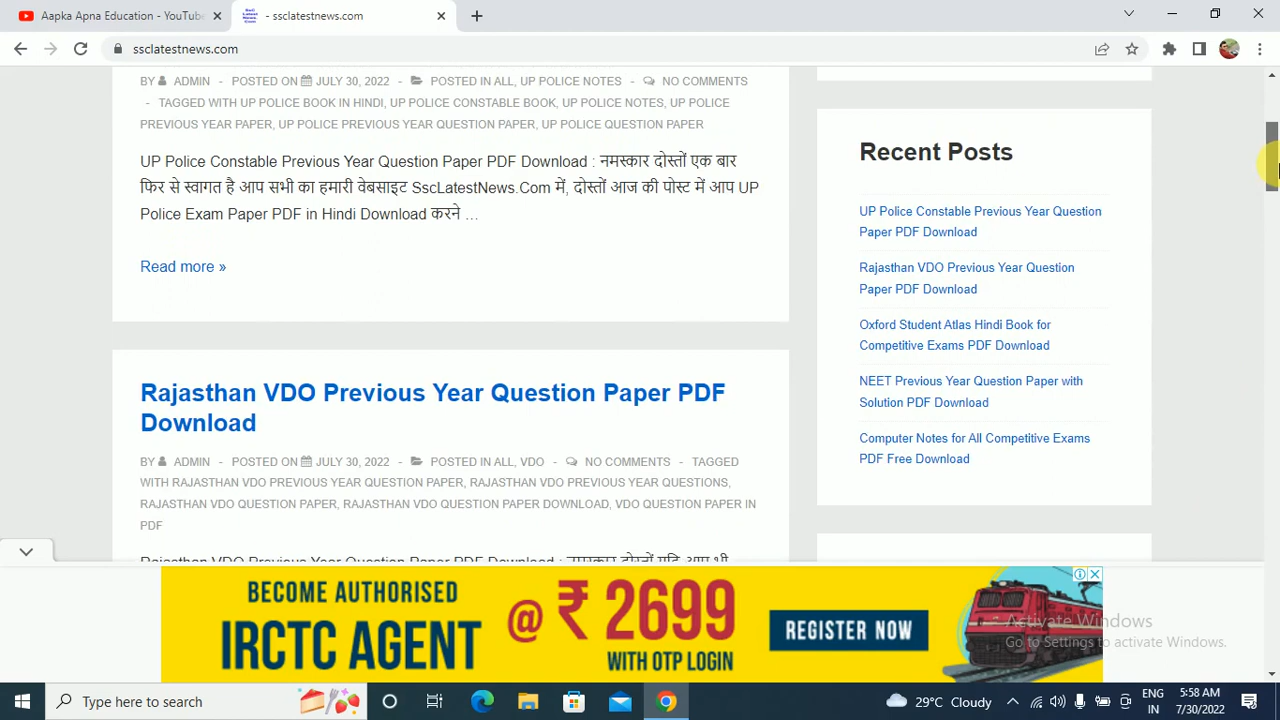 Aapka Apna Education - YouTube
- ssclatestnews.com
ssclatestnews.com
BY ADMIN - POSTED ON JULY 30, 2022 - POSTED IN ALL, UP POLICE NOTES - NO COMMENTS
- TAGGED WITH UP POLICE BOOK IN HINDI, UP POLICE CONSTABLE BOOK, UP POLICE NOTES, UP POLICE
PREVIOUS YEAR PAPER, UP POLICE PREVIOUS YEAR QUESTION PAPER, UP POLICE QUESTION PAPER
UP Police Constable Previous Year Question Paper PDF Download : नमस्कार दोस्तों एक बार
फिर से स्वागत है आप सभी का हमारी वेबसाइट SscLatestNews.Com में, दोस्तों आज की पोस्ट में आप UP
Police Exam Paper PDF in Hindi Download करने …
Read more »
Rajasthan VDO Previous Year Question Paper PDF
Download
BY ADMIN - POSTED ON JULY 30, 2022 - POSTED IN ALL, VDO - NO COMMENTS - TAGGED
WITH RAJASTHAN VDO PREVIOUS YEAR QUESTION PAPER, RAJASTHAN VDO PREVIOUS YEAR QUESTIONS,
RAJASTHAN VDO QUESTION PAPER, RAJASTHAN VDO QUESTION PAPER DOWNLOAD, VDO QUESTION PAPER IN
PDF
Rajasthan VDO Previous Year Question Paper PDF Download : नमस्कार दोस्तों यदि आप भी
Recent Posts
UP Police Constable Previous Year Question
Paper PDF Download
Rajasthan VDO Previous Year Question
Paper PDF Download
Oxford Student Atlas Hindi Book for
Competitive Exams PDF Download
NEET Previous Year Question Paper with
Solution PDF Download
Computer Notes for All Competitive Exams
PDF Free Download
BECOME AUTHORISED
IRCTC AGENT
@ ₹ 2699
WITH OTP LOGIN
REGISTER NOW
Activate Windows
Go to Settings to activate Windows.
Type here to search
29°C Cloudy
ENG
IN
5:58 AM
7/30/2022